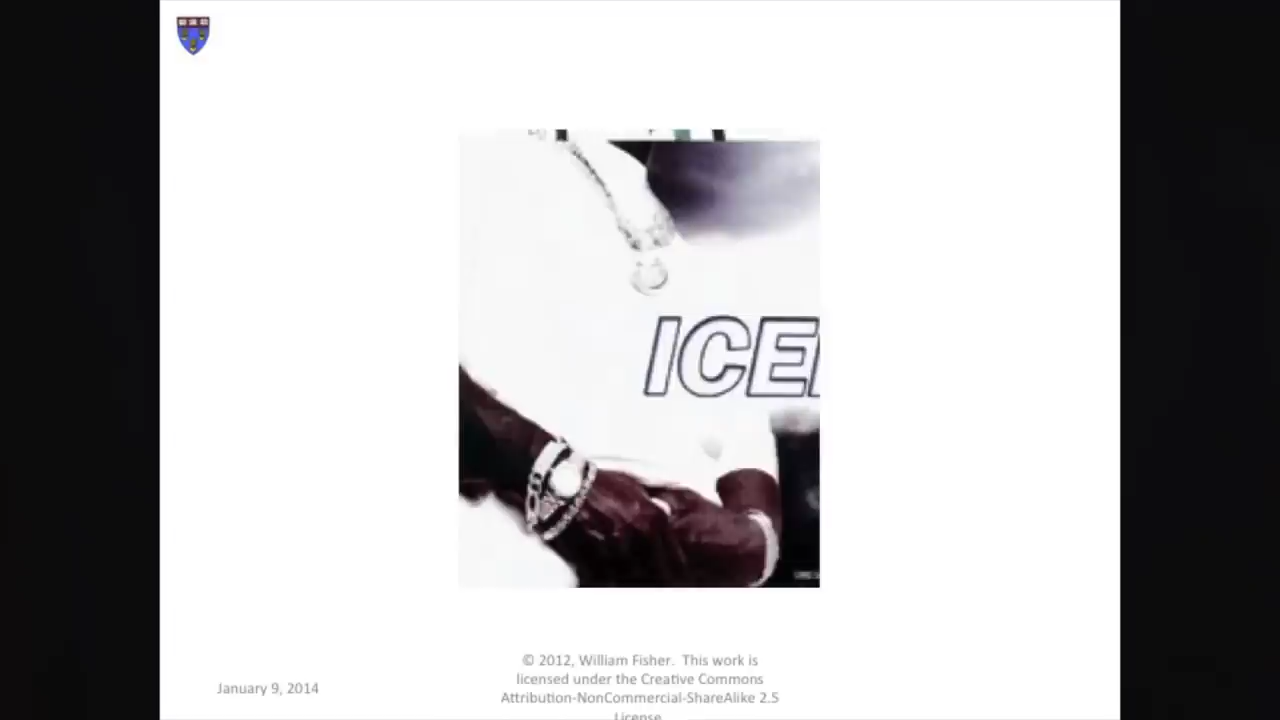 ICE
January 9, 2014
© 2012, William Fisher. This work is
licensed under the Creative Commons
Attribution-NonCommercial-ShareAlike 2.5
License